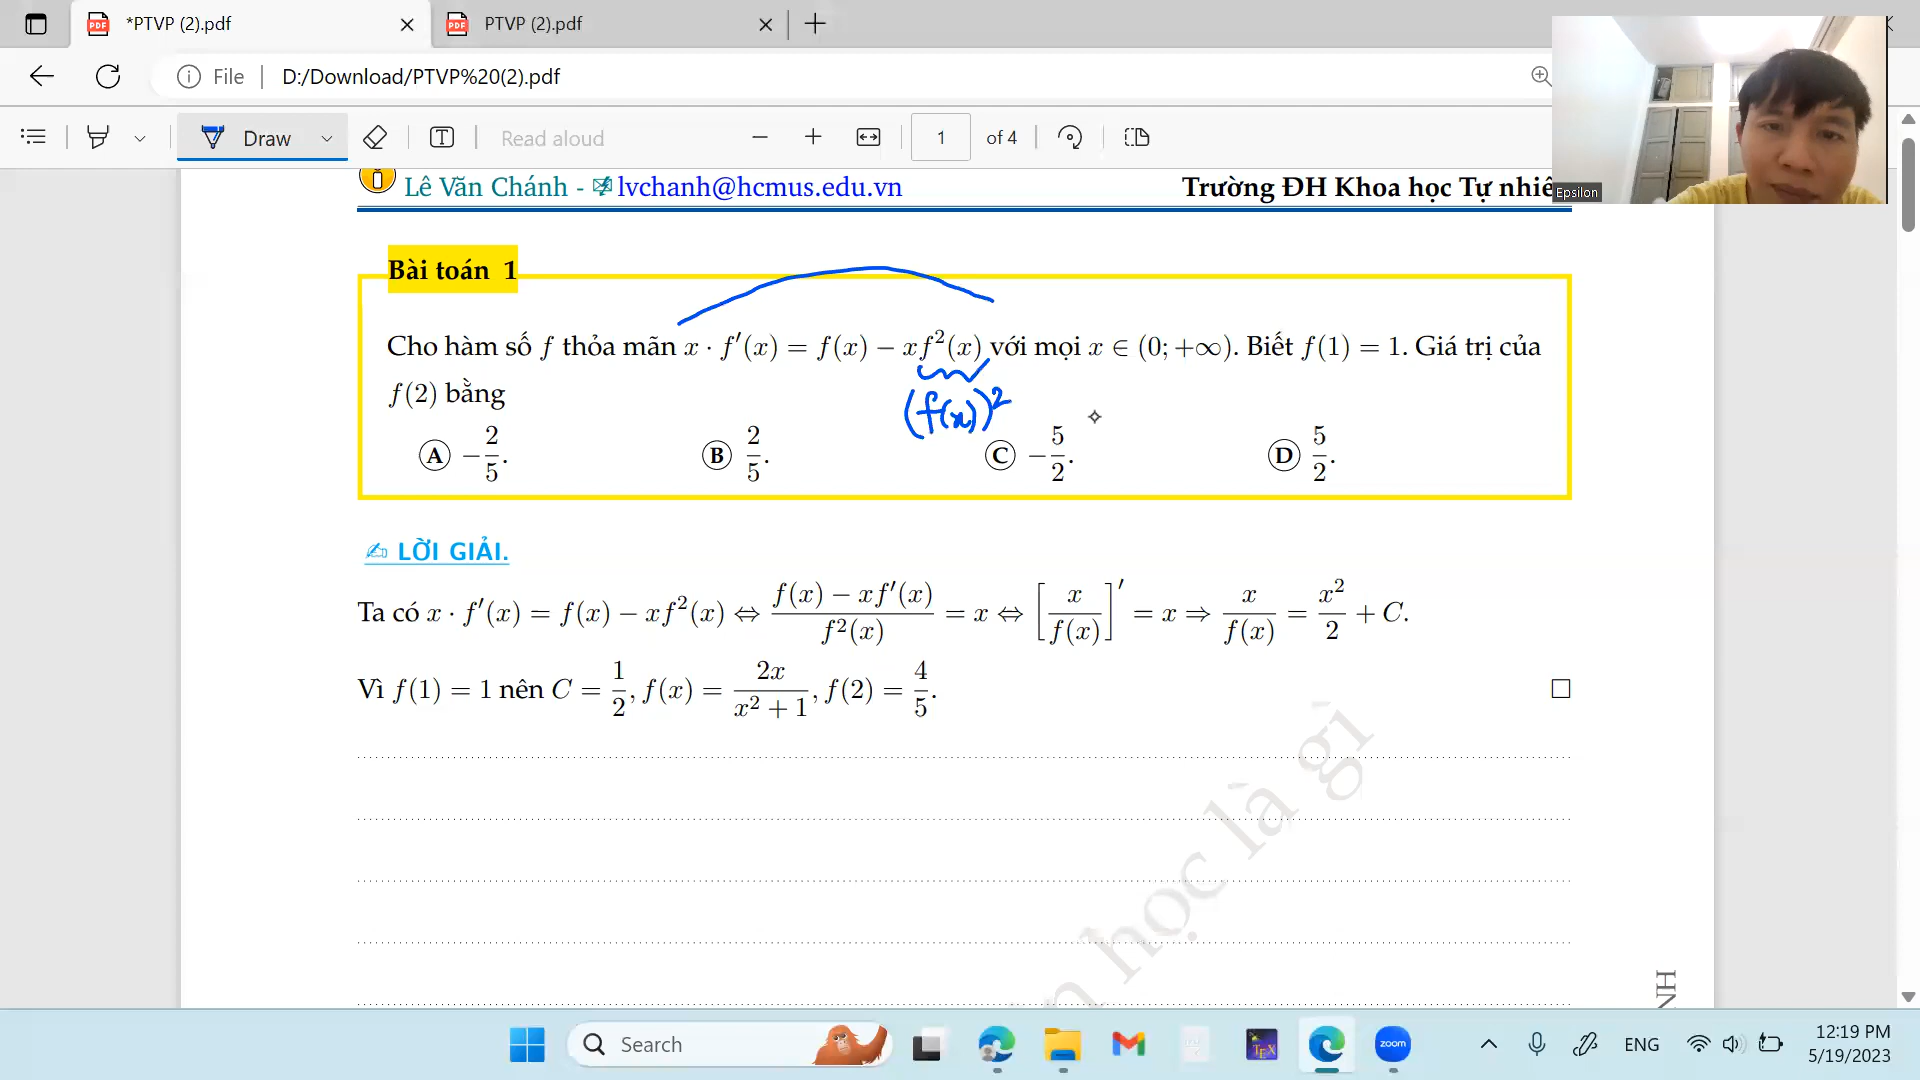 *PTVP (2).pdf
PTVP (2).pdf
File
D:/Download/PTVP%20(2).pdf
Draw
Read aloud
1 of 4
Epsilon
Lê Văn Chánh - lvchanh@hcmus.edu.vn
Trường ĐH Khoa học Tự nhiê
Bài toán 1
Cho hàm số f thỏa mãn x · f′(x) = f(x) − xf²(x) với mọi x ∈ (0; +∞). Biết f(1) = 1. Giá trị của
f(2) bằng
(f(x))²
A −2/5.
B 2/5.
C −5/2.
D 5/2.
LỜI GIẢI.
Ta có x · f′(x) = f(x) − xf²(x) ⇔ (f(x) − xf′(x))/f²(x) = x ⇔ [x/f(x)]′ = x ⇒ x/f(x) = x²/2 + C.
Vì f(1) = 1 nên C = 1/2, f(x) = 2x/(x² + 1), f(2) = 4/5. □
n học là gì
Search
TEX
zoom
ENG
12:19 PM
5/19/2023